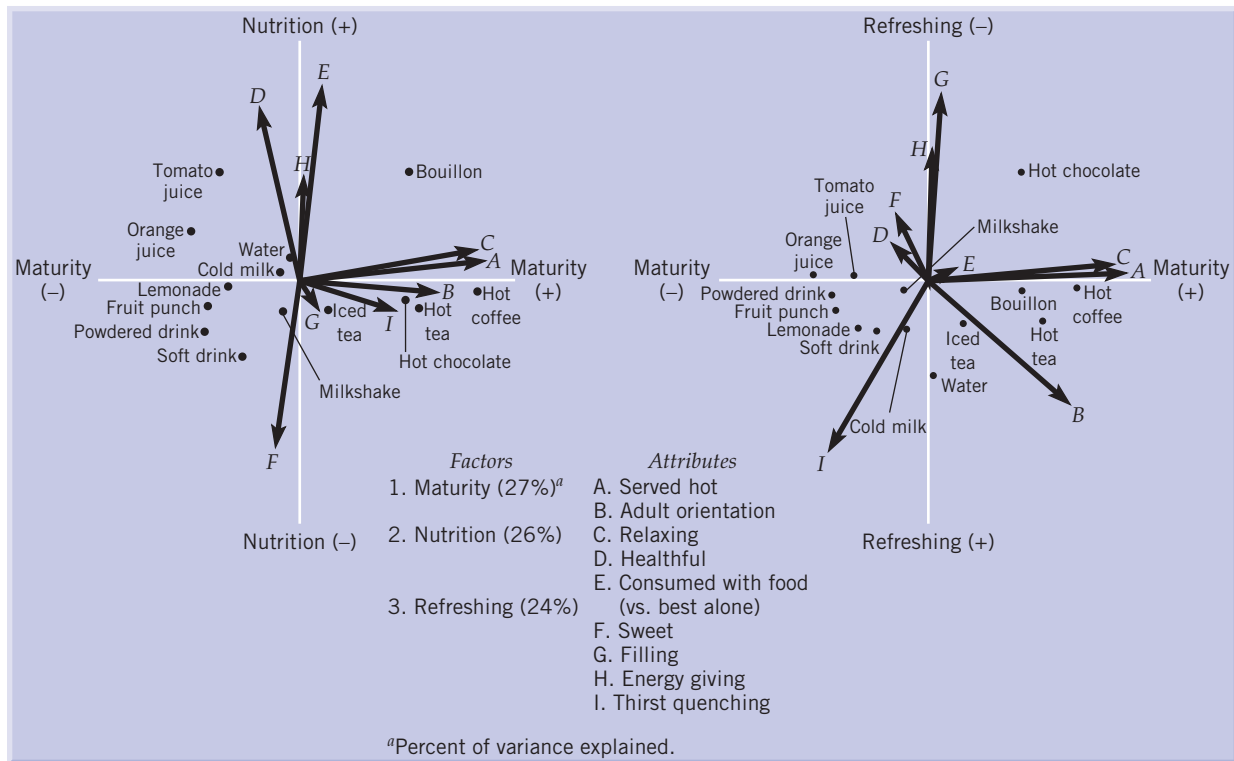 Nutrition (+)
E
D
H
Tomato
juice
Bouillon
Orange
juice
Water
C
A
Maturity
(–)
Cold milk
Maturity
(+)
Lemonade
B
Hot
coffee
Fruit punch
G
Iced
tea
I
Hot
tea
Powdered drink
Soft drink
Hot chocolate
Milkshake
F
Nutrition (–)
Refreshing (–)
G
H
Hot chocolate
Tomato
juice
F
Milkshake
D
Orange
juice
E
C
A
Maturity
(–)
Maturity
(+)
Powdered drink
Bouillon
Hot
coffee
Fruit punch
Lemonade
Soft drink
Iced
tea
Hot
tea
Water
B
Cold milk
I
Refreshing (+)
Factors
1. Maturity (27%)a
2. Nutrition (26%)
3. Refreshing (24%)
Attributes
A. Served hot
B. Adult orientation
C. Relaxing
D. Healthful
E. Consumed with food
(vs. best alone)
F. Sweet
G. Filling
H. Energy giving
I. Thirst quenching
aPercent of variance explained.